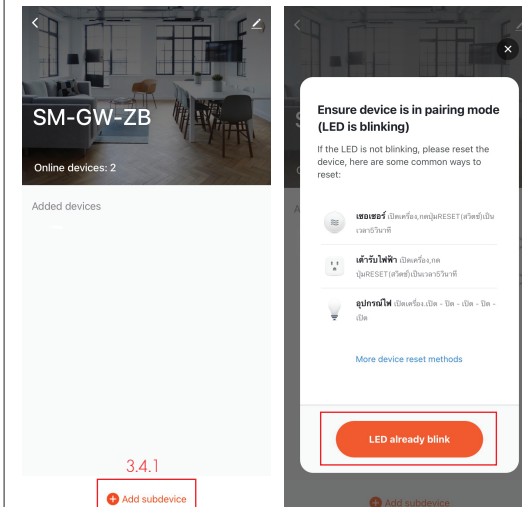 SM-GW-ZB
Online devices: 2
Added devices
3.4.1
Add subdevice
Ensure device is in pairing mode
(LED is blinking)
If the LED is not blinking, please reset the
device, here are some common ways to
reset:
เซอเซอร์ เปิดเครื่อง,กดปุ่มRESET(สวิตซ์)เป็น
เวลา5วินาที
เต้ารับไฟฟ้า เปิดเครื่อง,กด
ปุ่มRESET(สวิตซ์)เป็นเวลา5วินาที
อุปกรณ์ไฟ เปิดเครื่อง.เปิด - ปิด - เปิด - ปิด -
เปิด
More device reset methods
LED already blink
Add subdevice